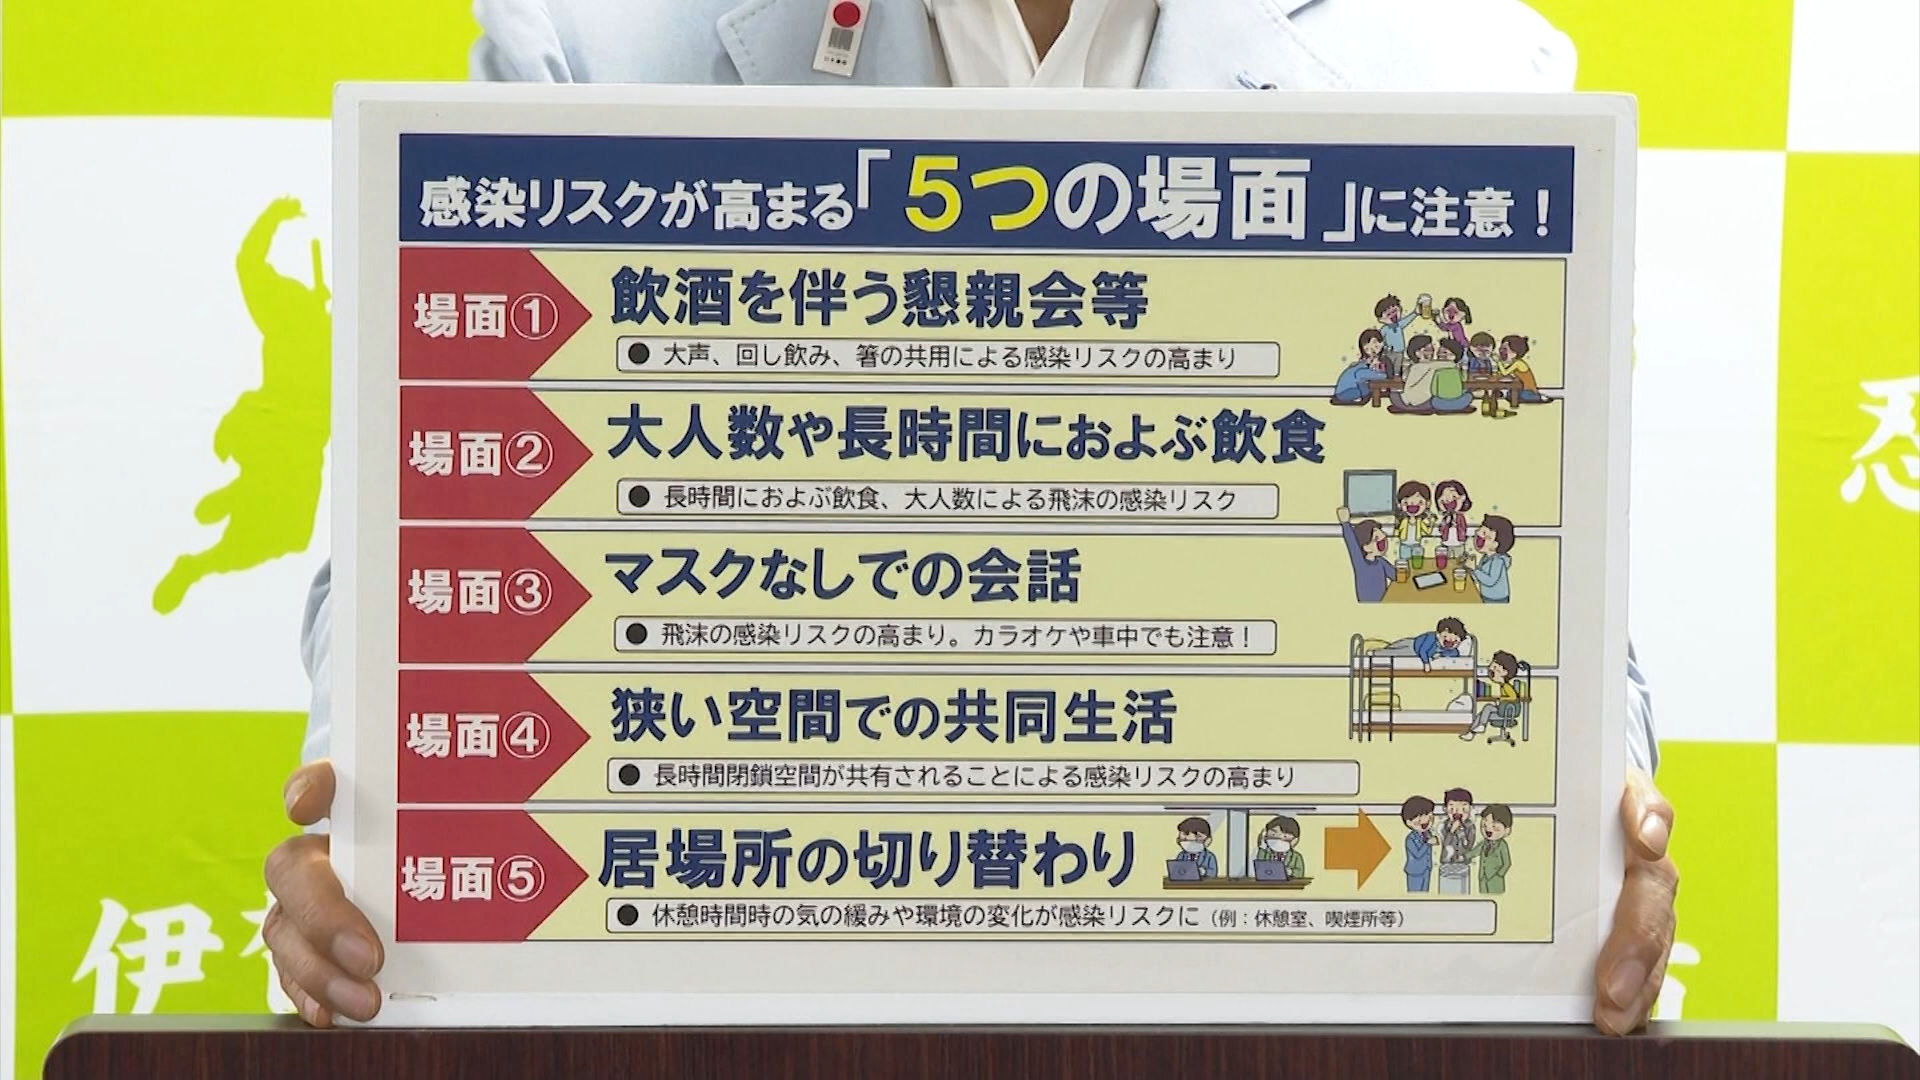 感染リスクが高まる「5つの場面」に注意!
場面①
飲酒を伴う懇親会等
● 大声、回し飲み、箸の共用による感染リスクの高まり
場面②
大人数や長時間におよぶ飲食
● 長時間におよぶ飲食、大人数による飛沫の感染リスク
場面③
マスクなしでの会話
● 飛沫の感染リスクの高まり。カラオケや車中でも注意!
場面④
狭い空間での共同生活
● 長時間閉鎖空間が共有されることによる感染リスクの高まり
場面⑤
居場所の切り替わり
● 休憩時間時の気の緩みや環境の変化が感染リスクに(例:休憩室、喫煙所等)
伊
忍